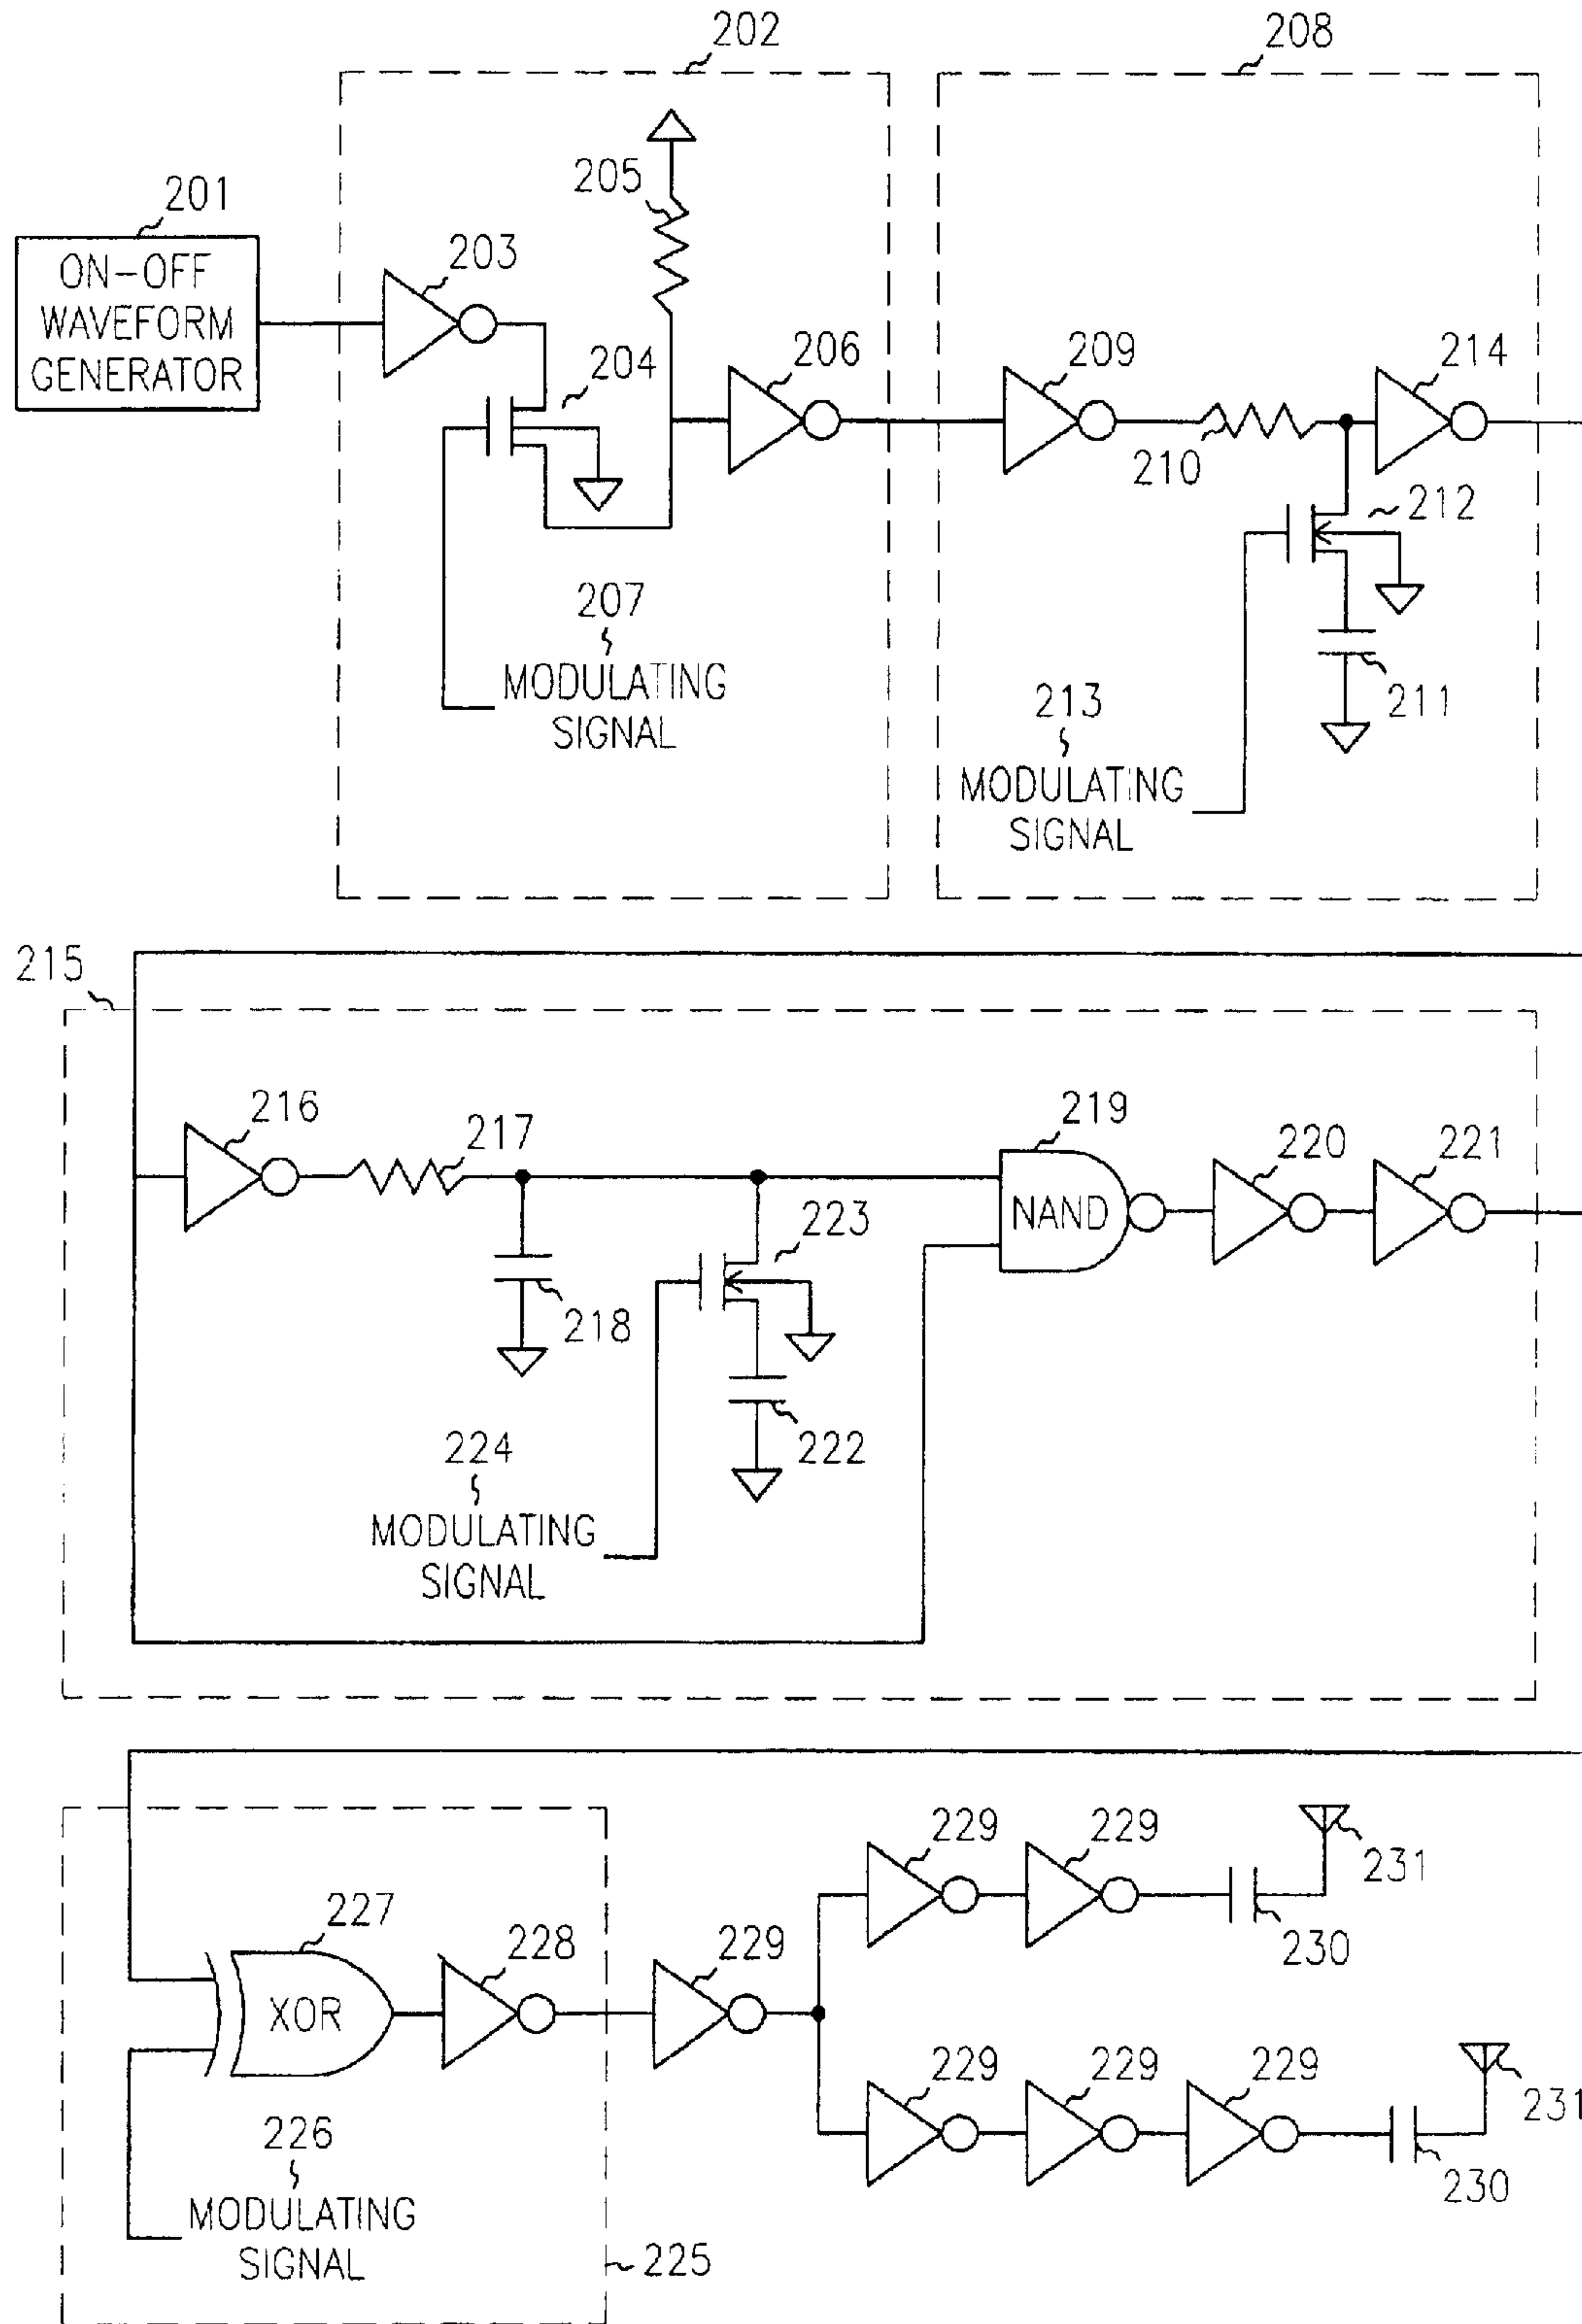 202
208
201
ON-OFF
WAVEFORM
GENERATOR
205
203
204
206
209
214
210
212
207
MODULATING
SIGNAL
211
213
MODULATING
SIGNAL
215
216
217
219
220
221
NAND
223
218
222
224
MODULATING
SIGNAL
229
229
231
227
228
229
230
XOR
229
229
229
231
226
230
MODULATING
SIGNAL
225